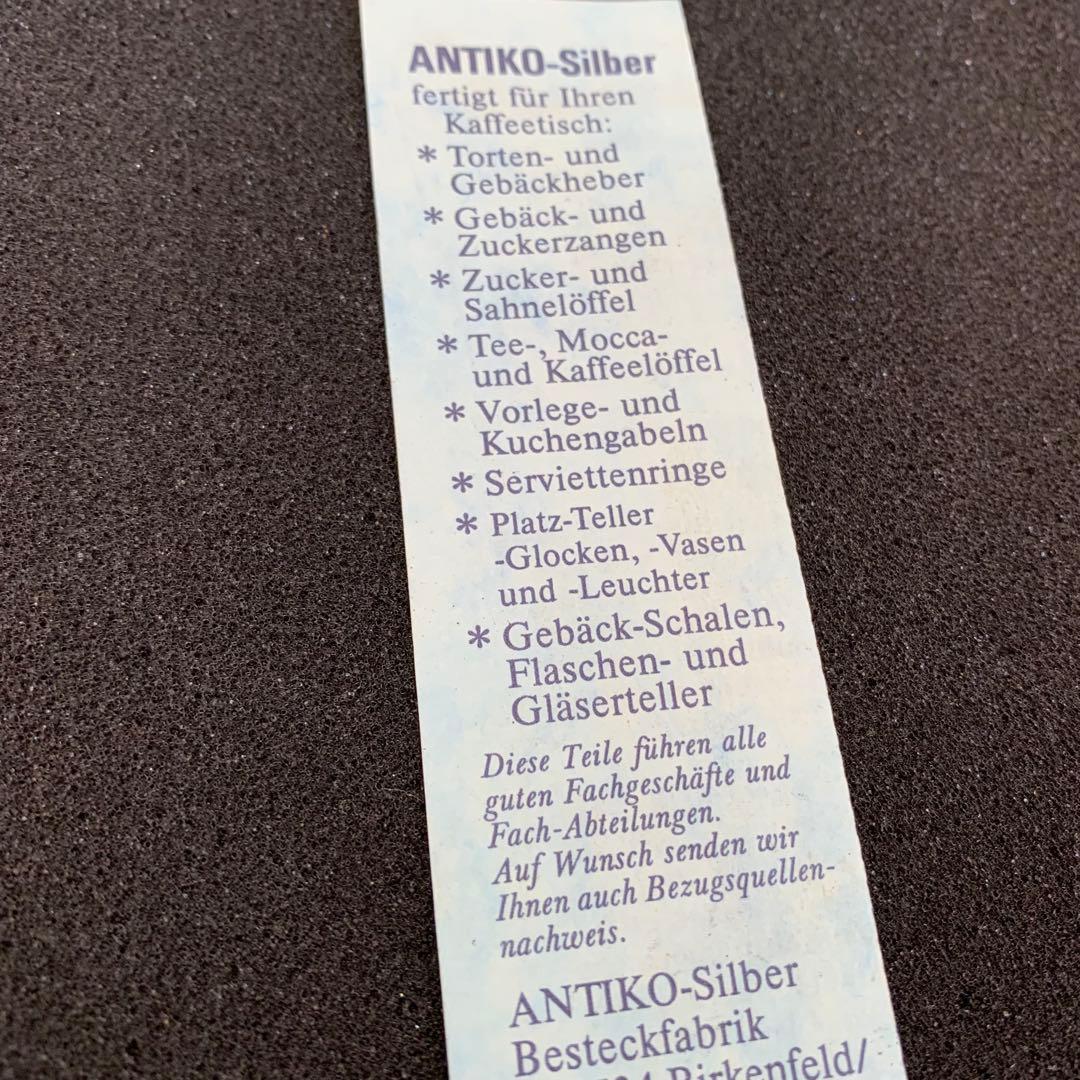 ANTIKO-Silber
fertigt für Ihren
Kaffeetisch:
* Torten- und
Gebäckheber
* Gebäck- und
Zuckerzangen
* Zucker- und
Sahnelöffel
* Tee-, Mocca-
und Kaffeelöffel
* Vorlege- und
Kuchengabeln
* Serviettenringe
* Platz-Teller
-Glocken, -Vasen
und -Leuchter
* Gebäck-Schalen,
Flaschen- und
Gläserteller
Diese Teile führen alle
guten Fachgeschäfte und
Fach-Abteilungen.
Auf Wunsch senden wir
Ihnen auch Bezugsquellen-
nachweis.
ANTIKO-Silber
Besteckfabrik
Birkenfeld/